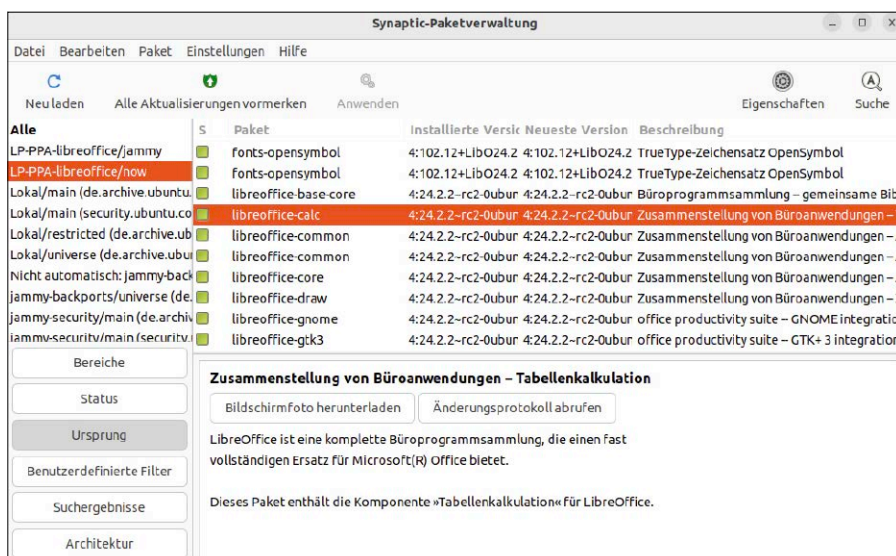 Synaptic-Paketverwaltung
Datei Bearbeiten Paket Einstellungen Hilfe
Neu laden Alle Aktualisierungen vormerken Anwenden Eigenschaften Suche
Alle
LP-PPA-libreoffice/jammy
LP-PPA-libreoffice/now
Lokal/main (de.archive.ubuntu.
Lokal/main (security.ubuntu.co
Lokal/restricted (de.archive.ub
Lokal/universe (de.archive.ubu
Nicht automatisch: jammy-back
jammy-backports/universe (de.
jammy-security/main (de.archiv
jammy-security/main (security.
Bereiche
Status
Ursprung
Benutzerdefinierte Filter
Suchergebnisse
Architektur
S Paket Installierte Versic Neueste Version Beschreibung
fonts-opensymbol 4:102.12+LibO24.2 4:102.12+LibO24.2 TrueType-Zeichensatz OpenSymbol
fonts-opensymbol 4:102.12+LibO24.2 4:102.12+LibO24.2 TrueType-Zeichensatz OpenSymbol
libreoffice-base-core 4:24.2.2~rc2-0ubur 4:24.2.2~rc2-0ubur Büroprogrammsammlung – gemeinsame Bib
libreoffice-calc 4:24.2.2~rc2-0ubur 4:24.2.2~rc2-0ubur Zusammenstellung von Büroanwendungen –
libreoffice-common 4:24.2.2~rc2-0ubur 4:24.2.2~rc2-0ubur Zusammenstellung von Büroanwendungen –
libreoffice-common 4:24.2.2~rc2-0ubur 4:24.2.2~rc2-0ubur Zusammenstellung von Büroanwendungen –
libreoffice-core 4:24.2.2~rc2-0ubur 4:24.2.2~rc2-0ubur Zusammenstellung von Büroanwendungen –
libreoffice-draw 4:24.2.2~rc2-0ubur 4:24.2.2~rc2-0ubur Zusammenstellung von Büroanwendungen –
libreoffice-gnome 4:24.2.2~rc2-0ubur 4:24.2.2~rc2-0ubur office productivity suite – GNOME integratio
libreoffice-gtk3 4:24.2.2~rc2-0ubur 4:24.2.2~rc2-0ubur office productivity suite – GTK+ 3 integration
Zusammenstellung von Büroanwendungen – Tabellenkalkulation
Bildschirmfoto herunterladen Änderungsprotokoll abrufen
LibreOffice ist eine komplette Büroprogrammsammlung, die einen fast
vollständigen Ersatz für Microsoft(R) Office bietet.
Dieses Paket enthält die Komponente »Tabellenkalkulation« für LibreOffice.